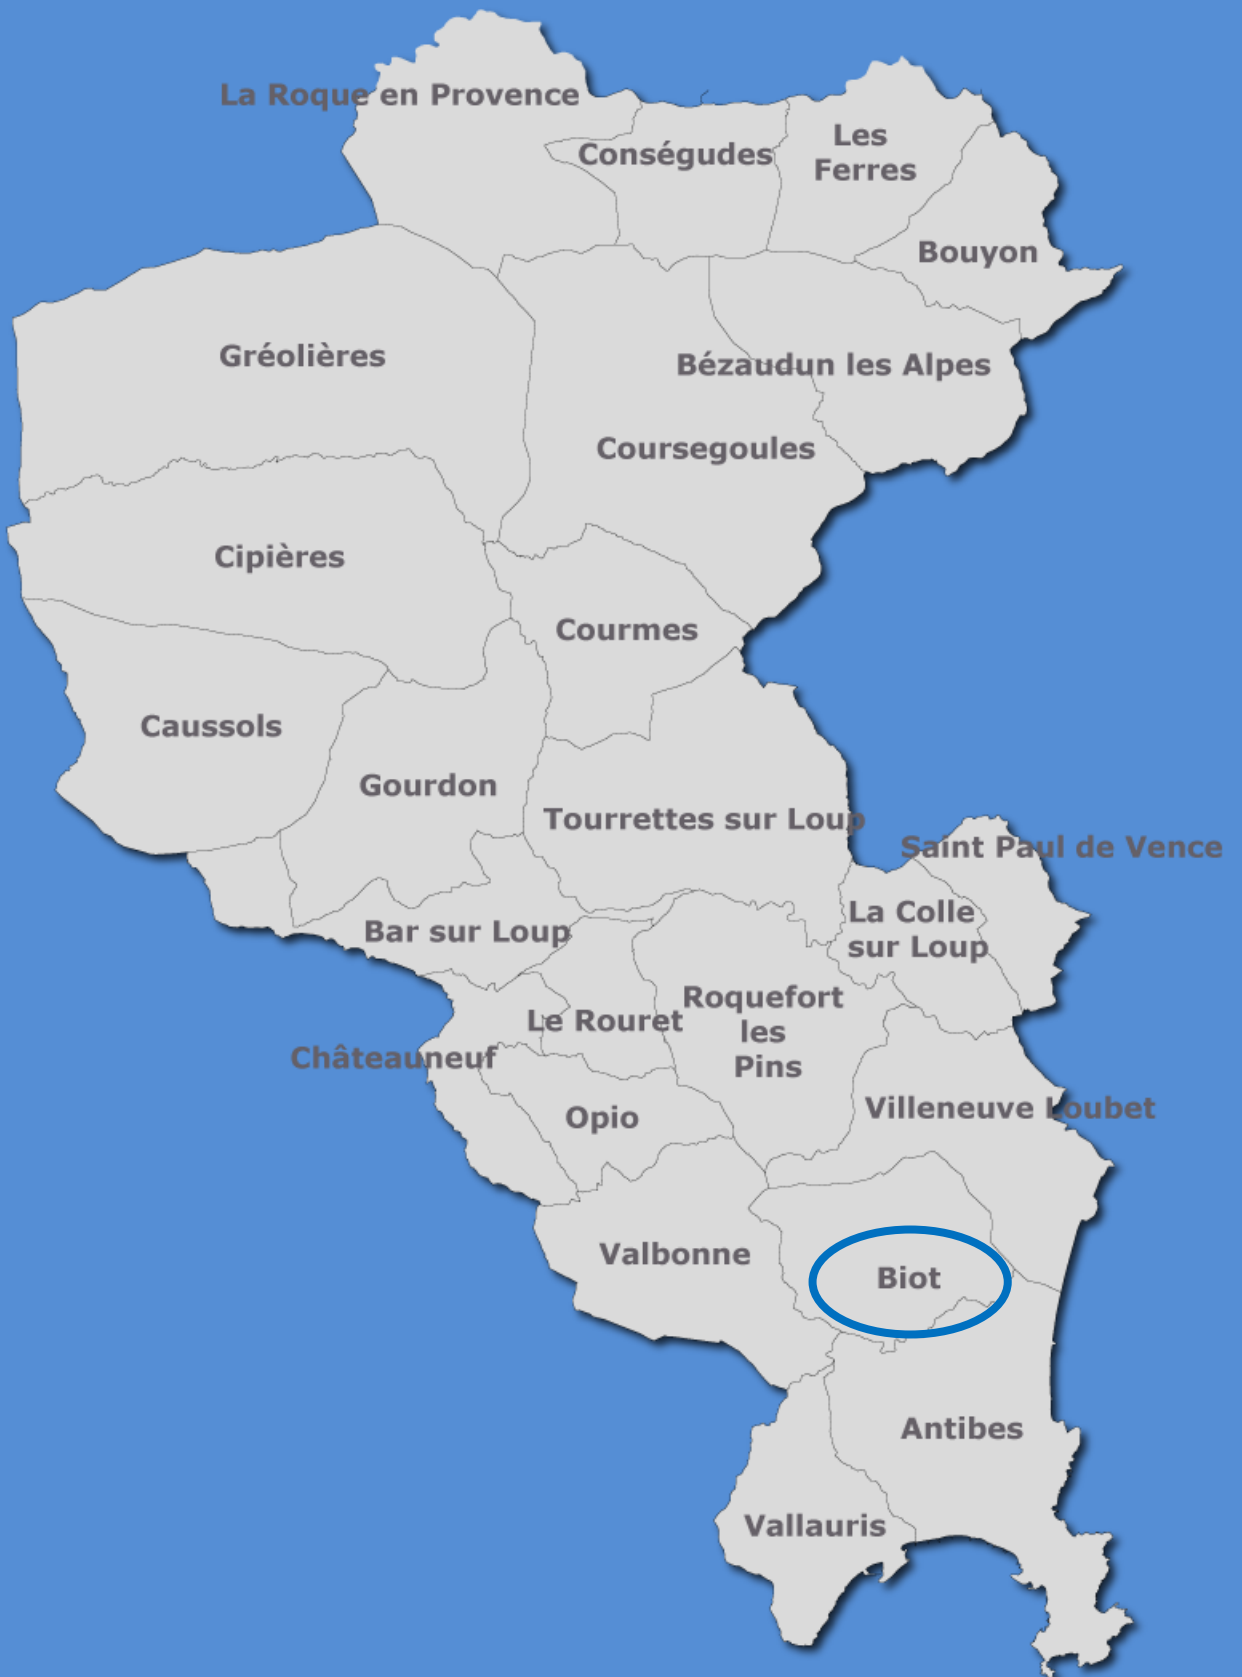 La Roque en Provence
Conségudes
Les
Ferres
Bouyon
Gréolières
Bézaudun les Alpes
Coursegoules
Cipières
Courmes
Caussols
Gourdon
Tourrettes sur Loup
Saint Paul de Vence
La Colle
sur Loup
Bar sur Loup
Roquefort
les
Pins
Le Rouret
Châteauneuf
Villeneuve Loubet
Opio
Valbonne
Biot
Antibes
Vallauris